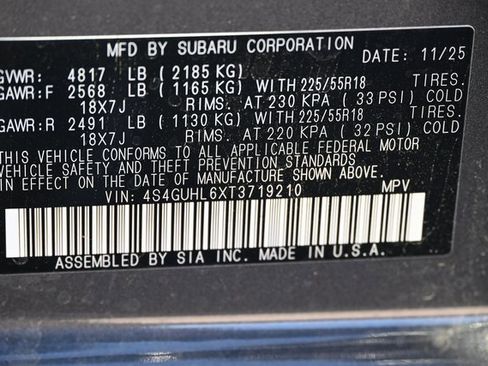 MFD BY SUBARU CORPORATION DATE: 11/25
GVWR: 4817 LB (2185 KG)
GAWR:F 2568 LB (1165 KG) WITH 225/55R18 TIRES.
18X7J RIMS. AT 230 KPA (33 PSI) COLD
GAWR:R 2491 LB (1130 KG) WITH 225/55R18 TIRES.
18X7J RIMS. AT 220 KPA (32 PSI) COLD
THIS VEHICLE CONFORMS TO ALL APPLICABLE FEDERAL MOTOR
VEHICLE SAFETY AND THEFT PREVENTION STANDARDS
IN EFFECT ON THE DATE OF MANUFACTURE SHOWN ABOVE.
VIN: 4S4GUHL6XT3719210 MPV
ASSEMBLED BY SIA INC. MADE IN U.S.A.